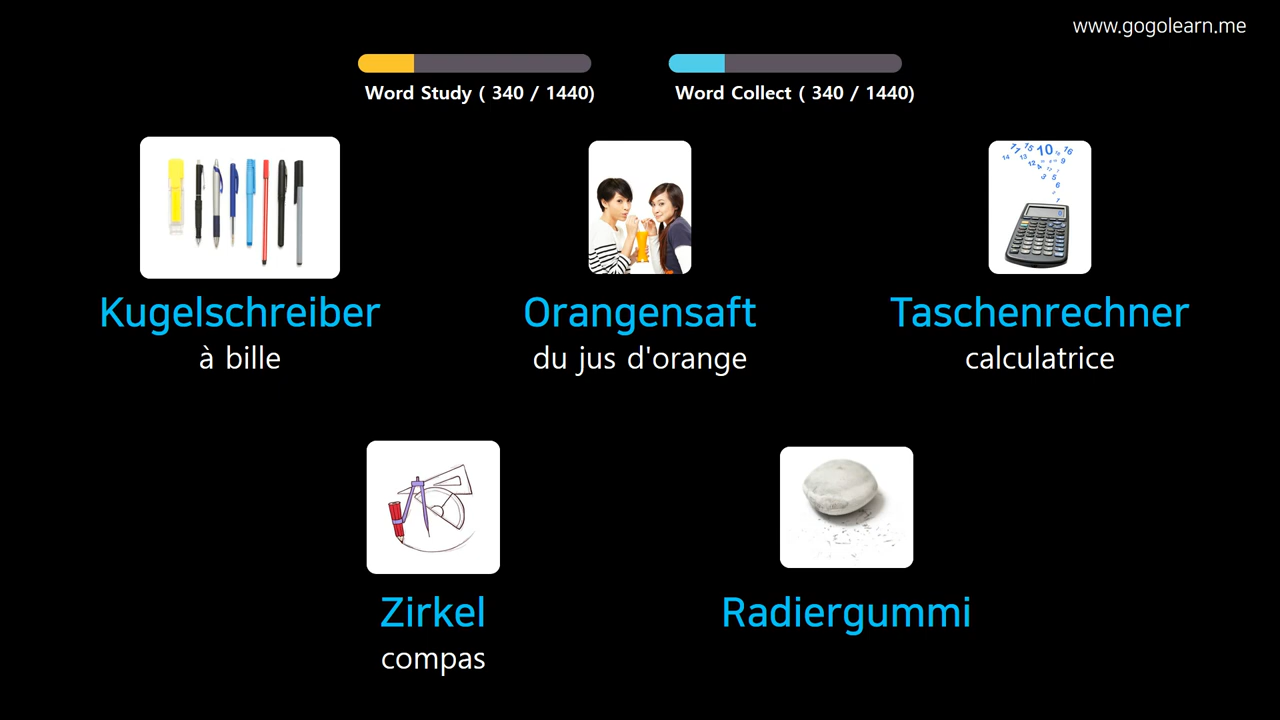 www.gogolearn.me
Word Study ( 340 / 1440)
Word Collect ( 340 / 1440)
Kugelschreiber
à bille
Orangensaft
du jus d'orange
Taschenrechner
calculatrice
Zirkel
compas
Radiergummi